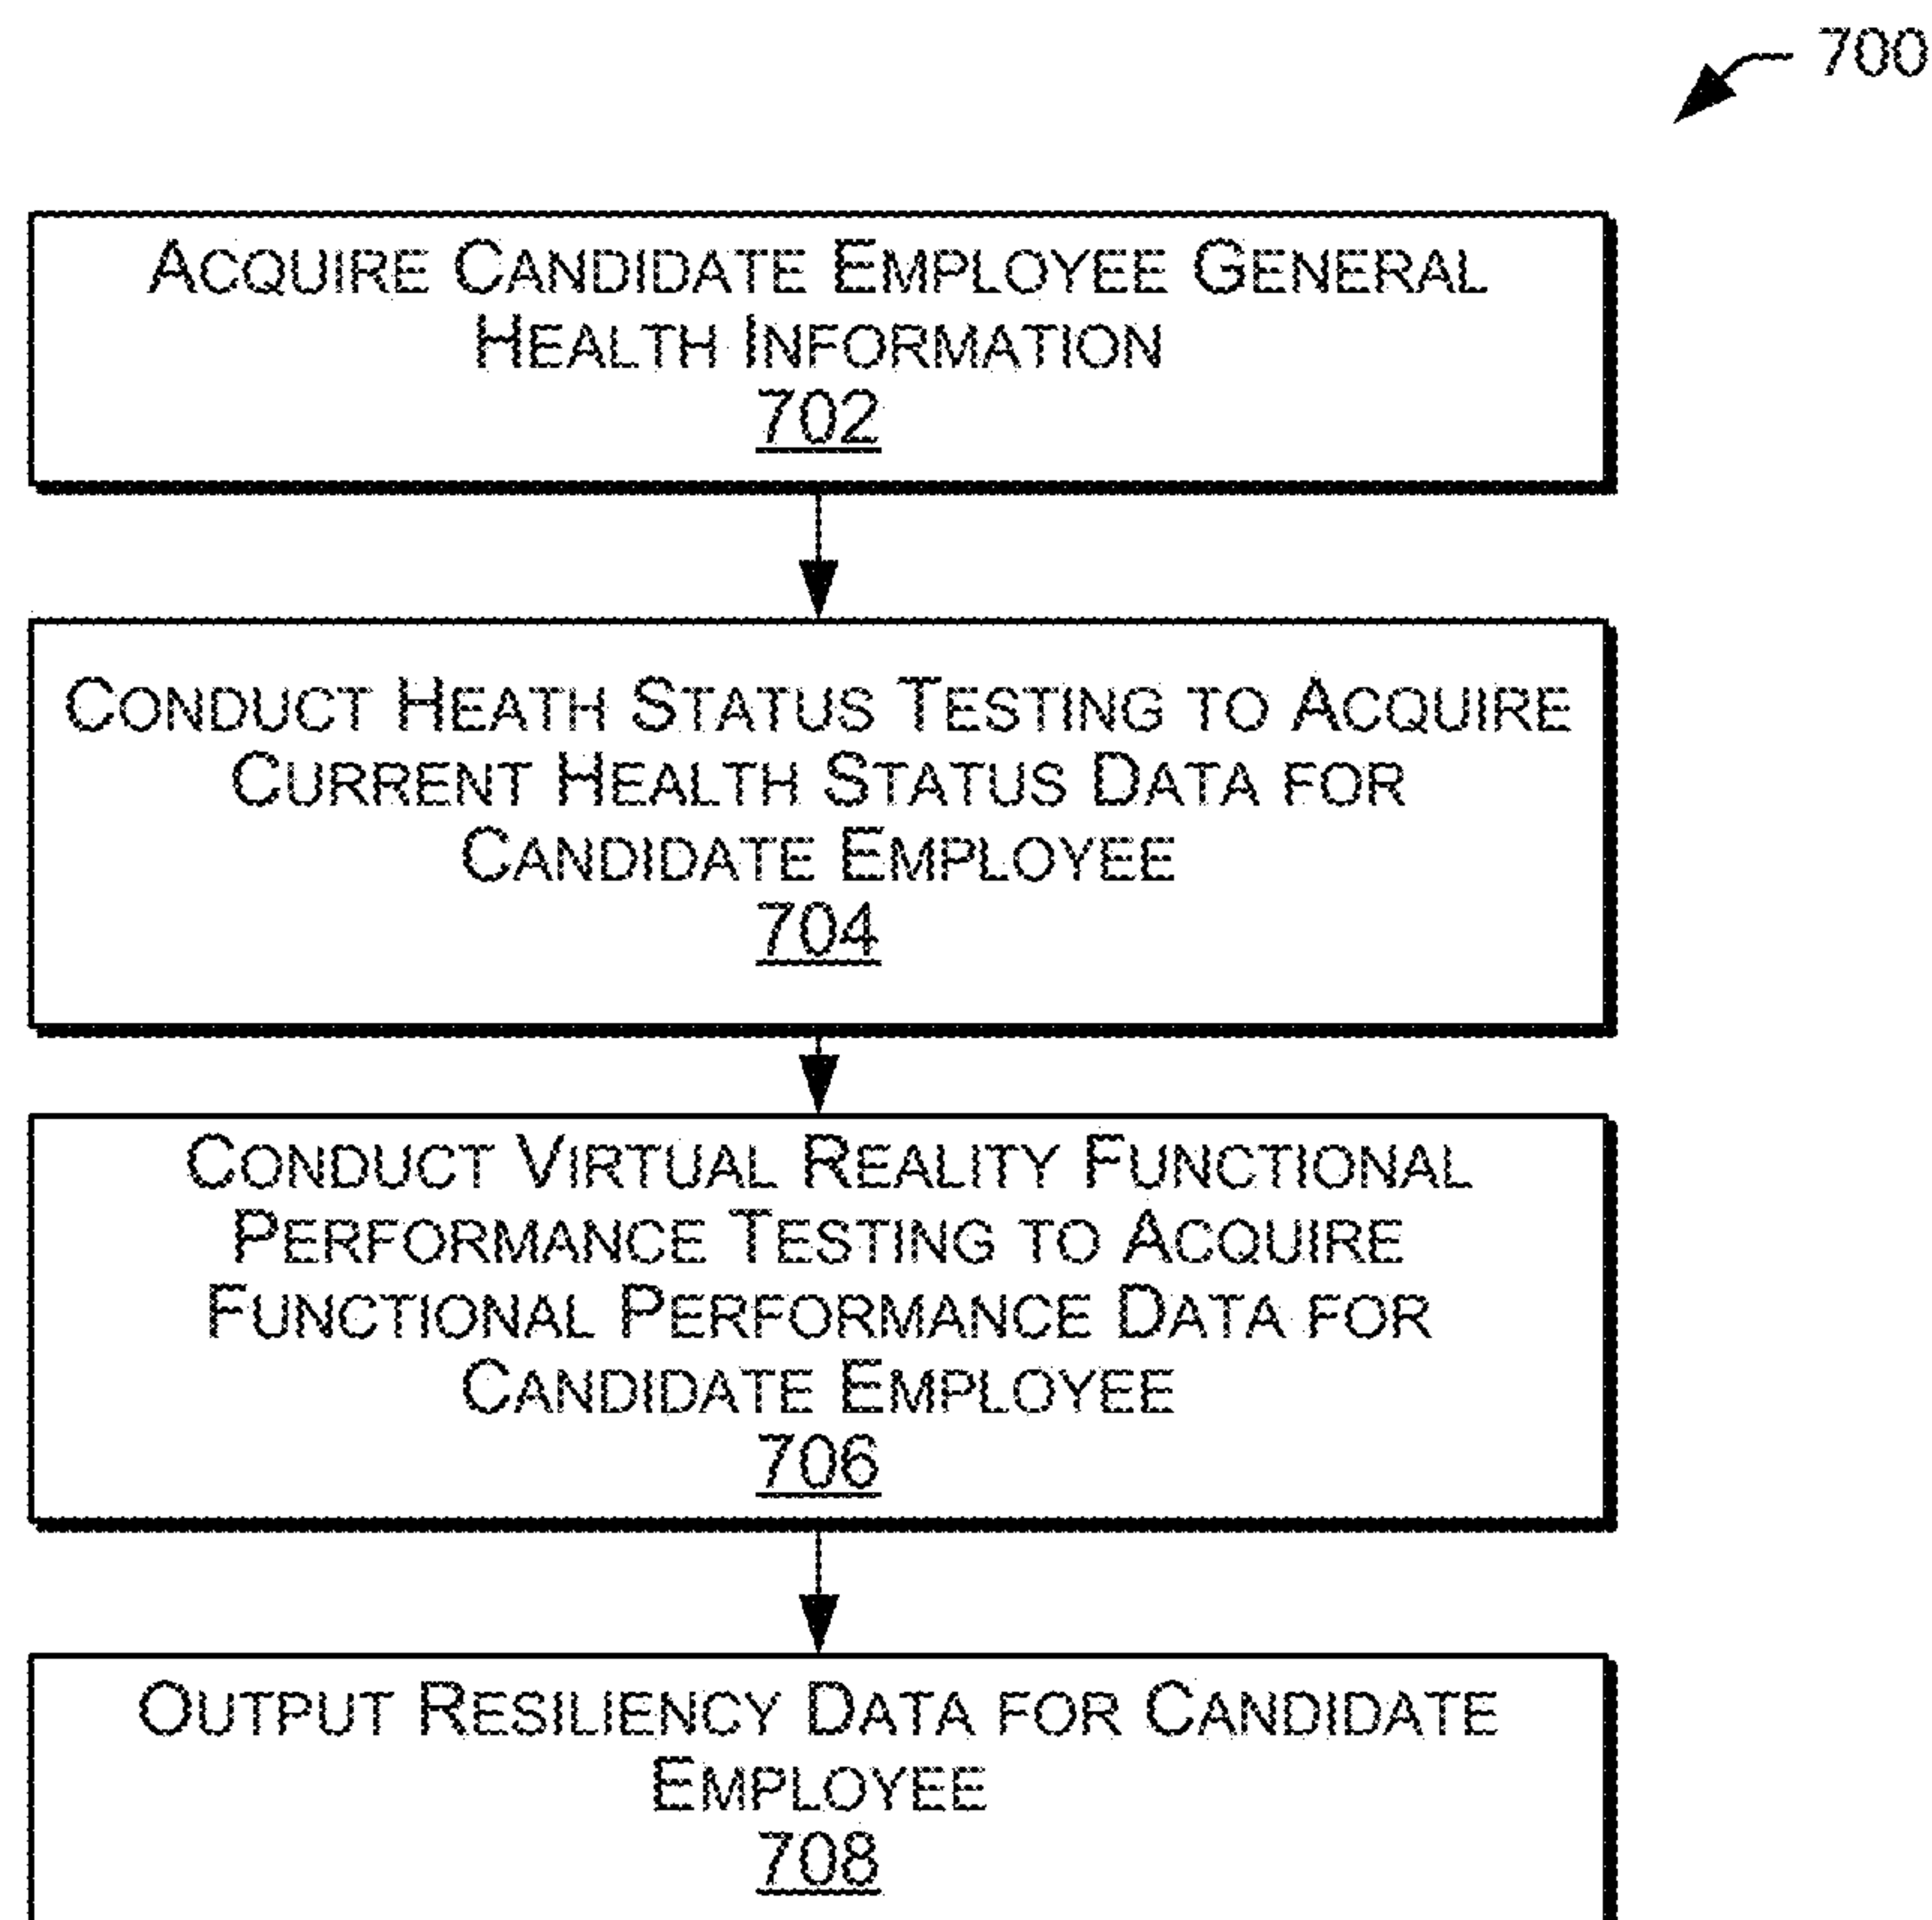 700
ACQUIRE CANDIDATE EMPLOYEE GENERAL
HEALTH INFORMATION
702
CONDUCT HEATH STATUS TESTING TO ACQUIRE
CURRENT HEALTH STATUS DATA FOR
CANDIDATE EMPLOYEE
704
CONDUCT VIRTUAL REALITY FUNCTIONAL
PERFORMANCE TESTING TO ACQUIRE
FUNCTIONAL PERFORMANCE DATA FOR
CANDIDATE EMPLOYEE
706
OUTPUT RESILIENCY DATA FOR CANDIDATE
EMPLOYEE
708